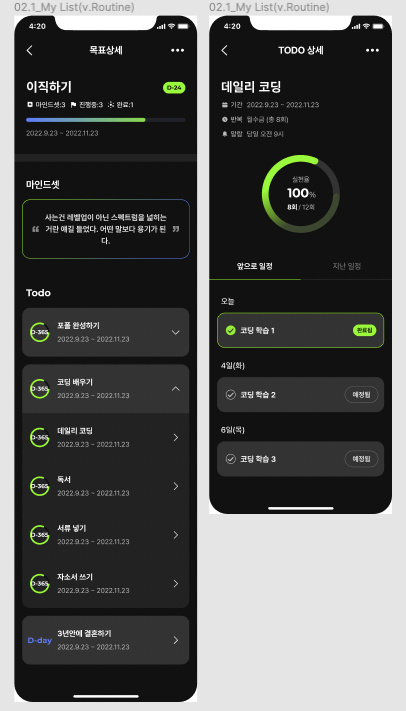 02.1_My List(v.Routine)
4:20
목표상세
이직하기
D-24
마인드셋:3 진행중:3 완료:1
2022.9.23 ~ 2022.11.23
마인드셋
사는건 레벨업이 아닌 스펙트럼을 넓히는
거란 얘길 들었다. 어떤 말보다 용기가 된
다.
Todo
포폴 완성하기
D-365
2022.9.23 ~ 2022.11.23
코딩 배우기
D-365
2022.9.23 ~ 2022.11.23
데일리 코딩
D-365
2022.9.23 ~ 2022.11.23
독서
D-365
2022.9.23 ~ 2022.11.23
서류 넣기
D-365
2022.9.23 ~ 2022.11.23
자소서 쓰기
D-365
2022.9.23 ~ 2022.11.23
3년안에 결혼하기
D-day
2022.9.23 ~ 2022.11.23
02.1_My List(v.Routine)
4:20
TODO 상세
데일리 코딩
기간 2022.9.23 ~ 2022.11.23
반복 월수금 (총 8회)
알람 당일 오전 9시
실현율
100%
8회 / 12회
앞으로 일정 지난 일정
오늘
코딩 학습 1 완료됨
4일(화)
코딩 학습 2 예정됨
6일(목)
코딩 학습 3 예정됨